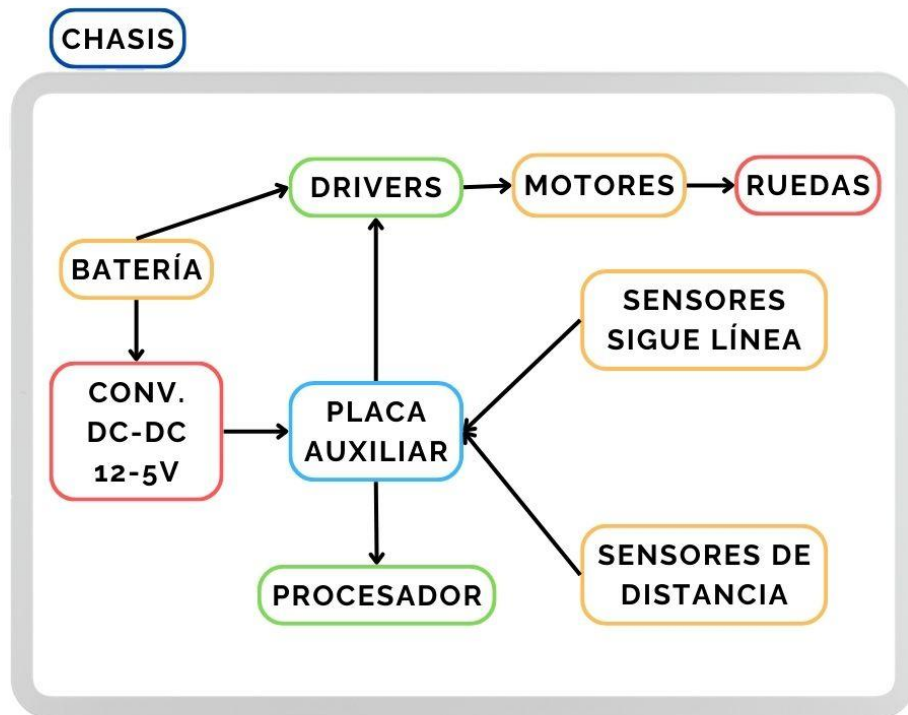 CHASIS
DRIVERS
MOTORES
RUEDAS
BATERÍA
SENSORES
SIGUE LÍNEA
CONV.
DC-DC
12-5V
PLACA
AUXILIAR
SENSORES DE
DISTANCIA
PROCESADOR